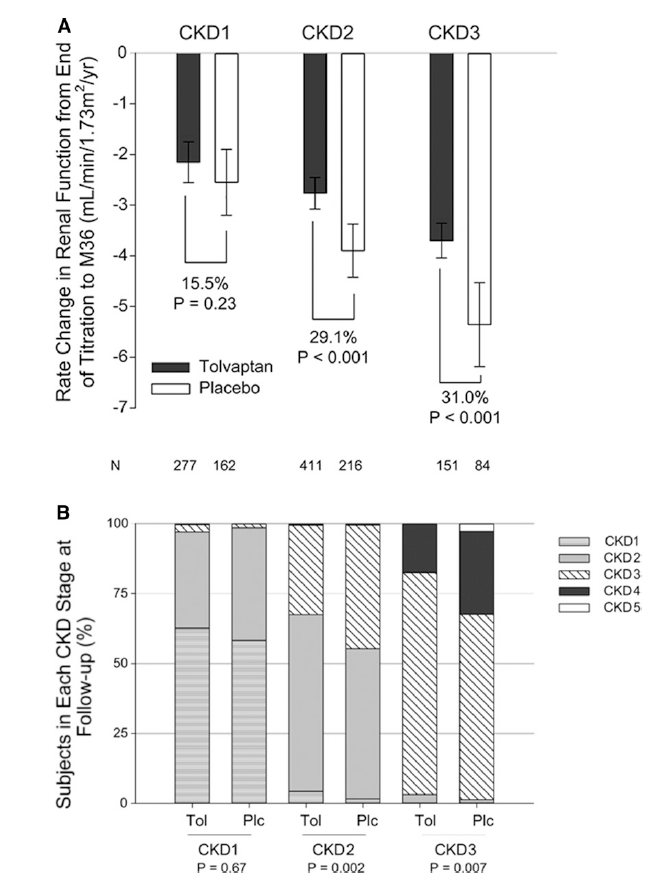 A
CKD1 CKD2 CKD3
Rate Change in Renal Function from End
of Titration to M36 (mL/min/1.73m²/yr)
0
-1
-2
-3
-4
-5
-6
-7
15.5%
P = 0.23
29.1%
P < 0.001
31.0%
P < 0.001
Tolvaptan
Placebo
N 277 162 411 216 151 84
B
Subjects in Each CKD Stage at
Follow-up (%)
100
75
50
25
0
CKD1
CKD2
CKD3
CKD4
CKD5
Tol Plc Tol Plc Tol Plc
CKD1 CKD2 CKD3
P = 0.67 P = 0.002 P = 0.007